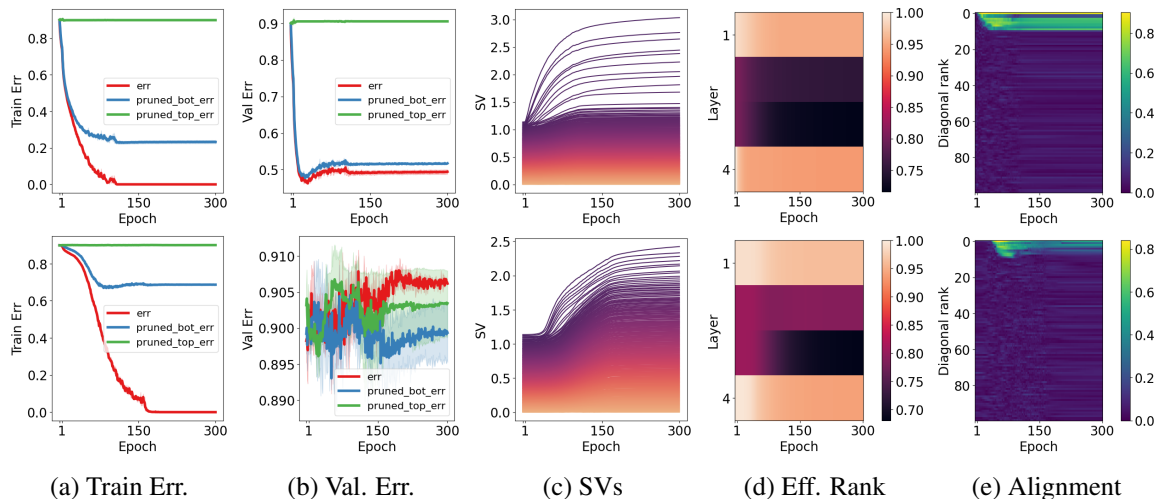 0.8
0.6
0.4
0.2
0.0
Train Err
1
150
300
Epoch
err
pruned_bot_err
pruned_top_err
0.9
0.8
0.7
0.6
0.5
Val Err
1
150
300
Epoch
err
pruned_bot_err
pruned_top_err
3.0
2.5
2.0
1.5
1.0
0.5
0.0
SV
1
150
300
Epoch
1
4
Layer
1
150
300
Epoch
1.00
0.95
0.90
0.85
0.80
0.75
0
20
40
60
80
Diagonal rank
1
150
300
Epoch
0.8
0.6
0.4
0.2
0.0
0.8
0.6
0.4
0.2
0.0
Train Err
1
150
300
Epoch
err
pruned_bot_err
pruned_top_err
0.910
0.905
0.900
0.895
0.890
Val Err
1
150
300
Epoch
err
pruned_bot_err
pruned_top_err
2.5
2.0
1.5
1.0
0.5
0.0
SV
1
150
300
Epoch
1
4
Layer
1
150
300
Epoch
1.00
0.95
0.90
0.85
0.80
0.75
0.70
0
20
40
60
80
Diagonal rank
1
150
300
Epoch
0.8
0.6
0.4
0.2
0.0
(a) Train Err.
(b) Val. Err.
(c) SVs
(d) Eff. Rank
(e) Alignment